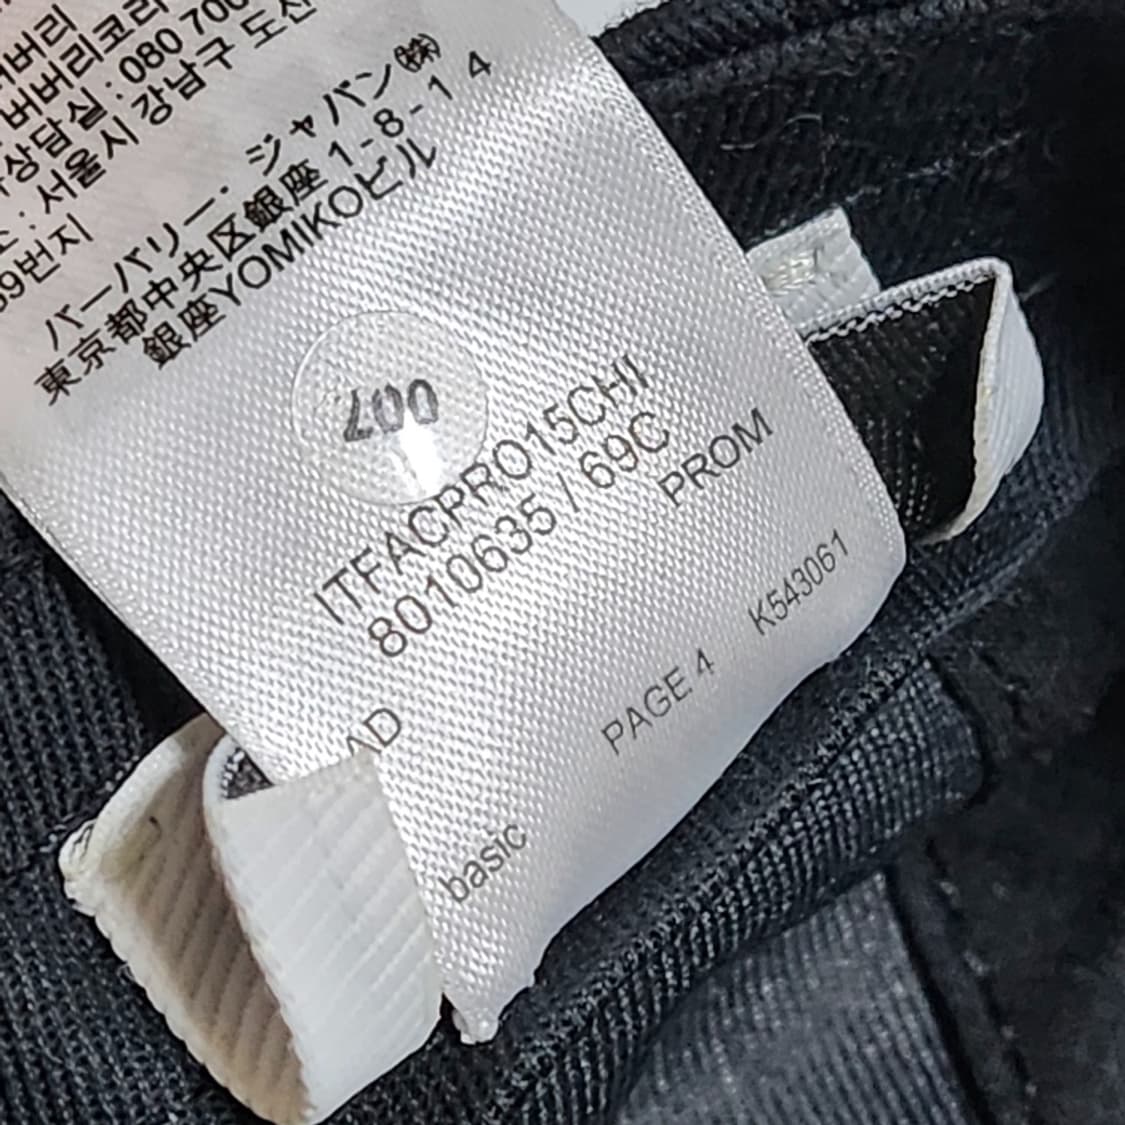 버버리
버버리코리
상담실 : 080 700
: 서울시 강남구 도산
59번지
バーバリー・ジャパン㈱
東京都中央区銀座1-8-14
銀座YOMIKOビル
007
ITFACPRO15CHI
8010635 / 69C
PROM
AD
PAGE 4
K543061
basic